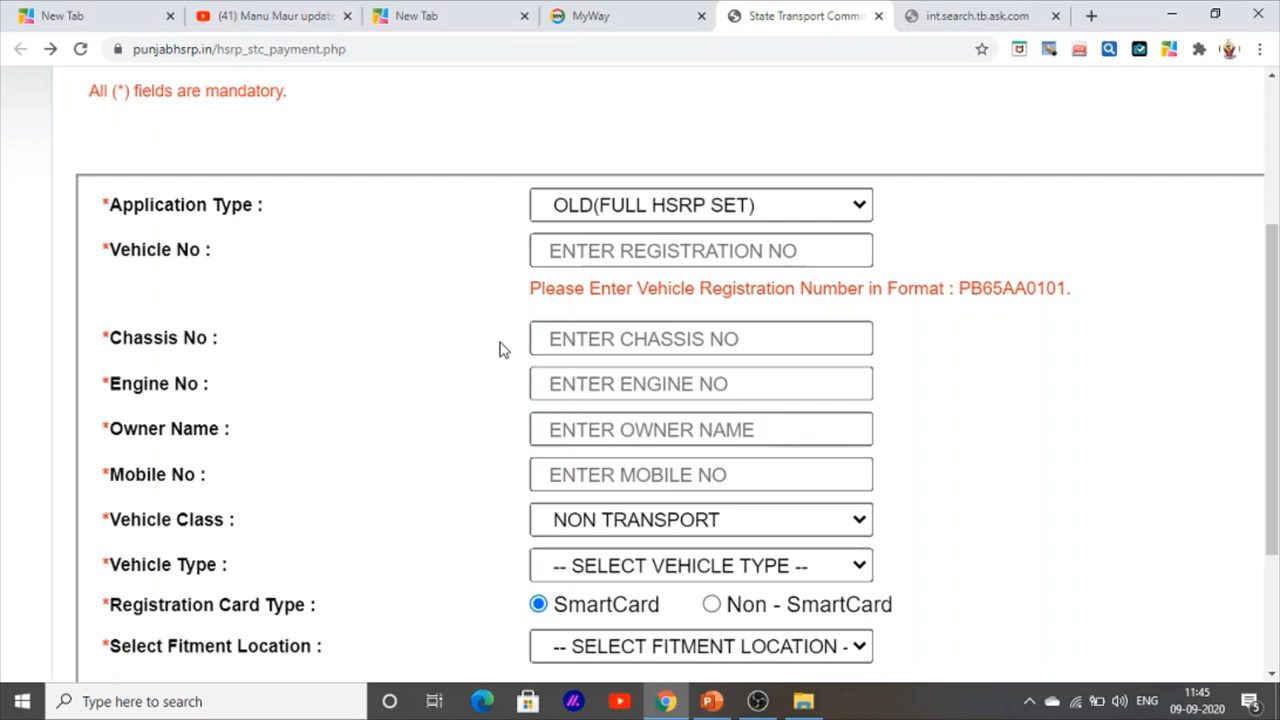 New Tab
(41) Manu Maur update
New Tab
MyWay
State Transport Commi
int.search.tb.ask.com
punjabhsrp.in/hsrp_stc_payment.php
All (*) fields are mandatory.
*Application Type : OLD(FULL HSRP SET)
*Vehicle No : ENTER REGISTRATION NO
Please Enter Vehicle Registration Number in Format : PB65AA0101.
*Chassis No : ENTER CHASSIS NO
*Engine No : ENTER ENGINE NO
*Owner Name : ENTER OWNER NAME
*Mobile No : ENTER MOBILE NO
*Vehicle Class : NON TRANSPORT
*Vehicle Type : -- SELECT VEHICLE TYPE --
*Registration Card Type : SmartCard Non - SmartCard
*Select Fitment Location : -- SELECT FITMENT LOCATION -
Type here to search
ENG
11:45
09-09-2020
5